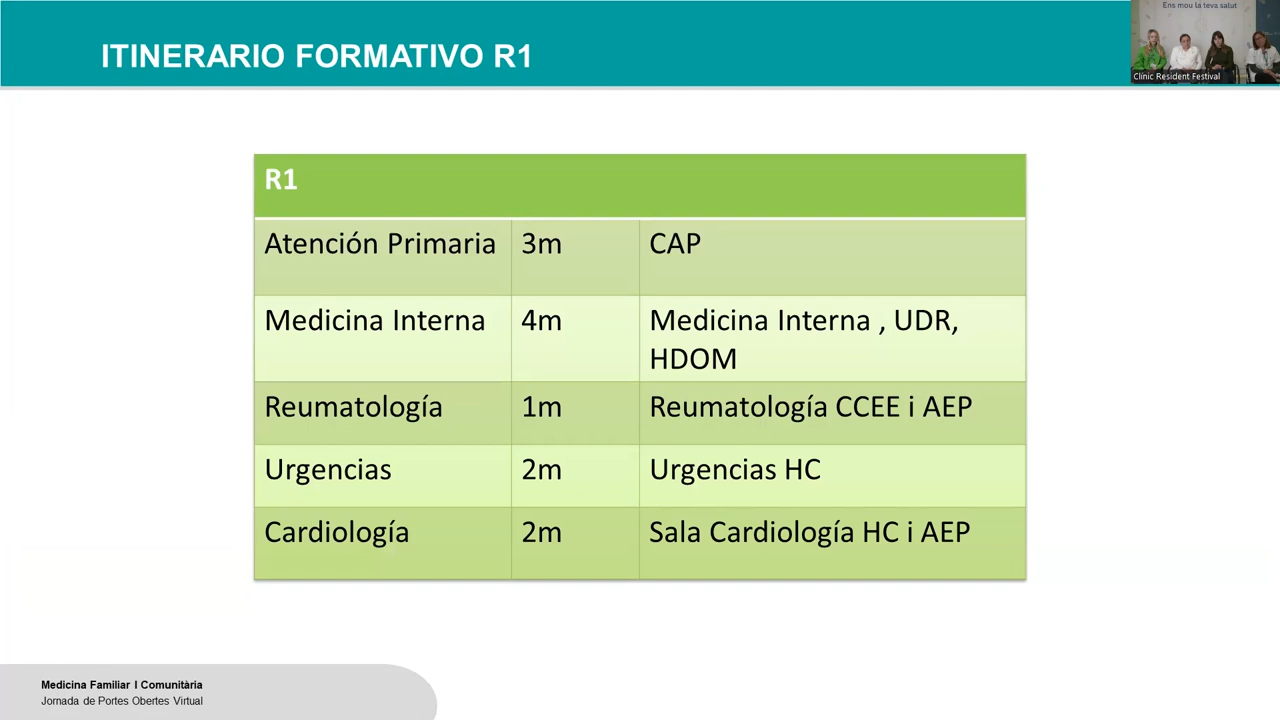 Ens mou la teva salut
ITINERARIO FORMATIVO R1
Clínic Resident Festival
R1
Atención Primaria 3m CAP
Medicina Interna 4m Medicina Interna , UDR,
HDOM
Reumatología 1m Reumatología CCEE i AEP
Urgencias 2m Urgencias HC
Cardiología 2m Sala Cardiología HC i AEP
Medicina Familiar I Comunitària
Jornada de Portes Obertes Virtual